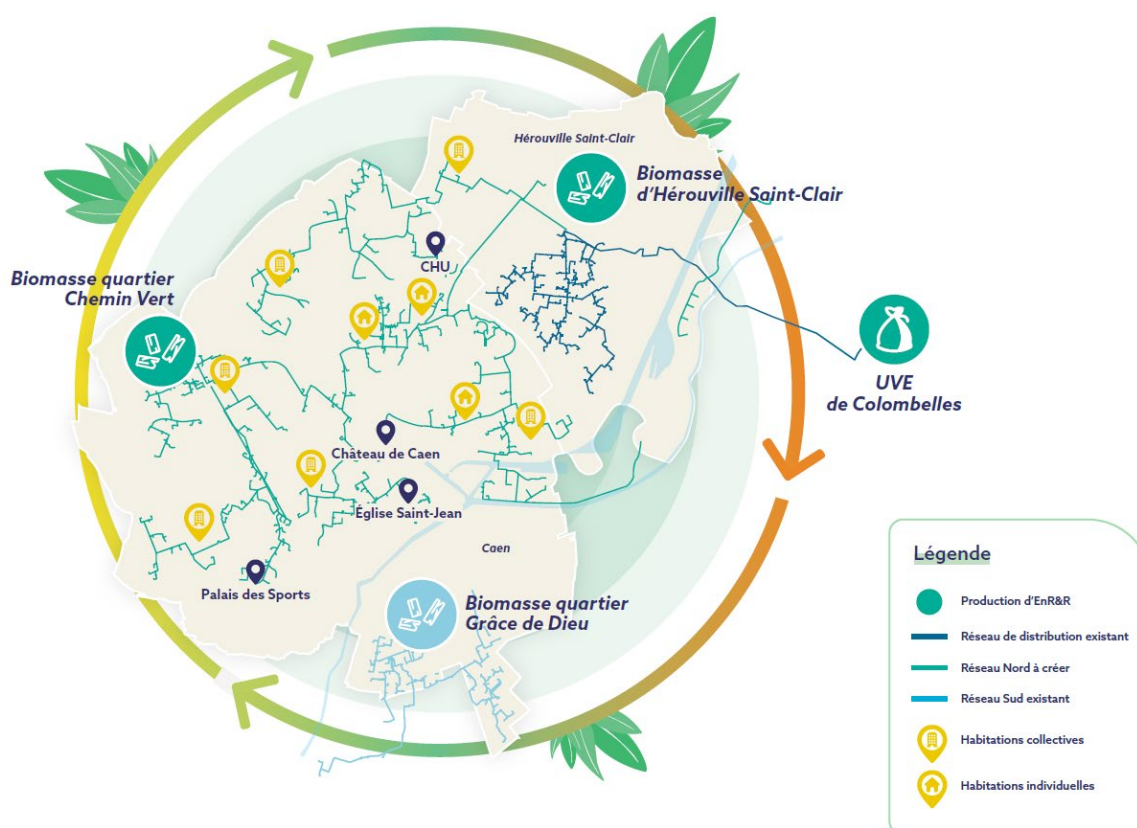 Hérouville Saint-Clair
Biomasse
d'Hérouville Saint-Clair
CHU
Biomasse quartier
Chemin Vert
UVE
de Colombelles
Château de Caen
Église Saint-Jean
Caen
Palais des Sports
Biomasse quartier
Grâce de Dieu
Légende
Production d'EnR&R
Réseau de distribution existant
Réseau Nord à créer
Réseau Sud existant
Habitations collectives
Habitations individuelles